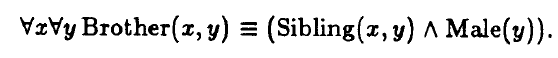 ∀x∀y Brother(x, y) ≡ (Sibling(x, y) ∧ Male(y)).